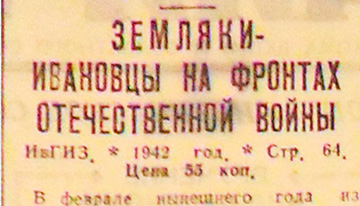 ЗЕМЛЯКИ-
ИВАНОВЦЫ НА ФРОНТАХ
ОТЕЧЕСТВЕННОЙ ВОЙНЫ
ИвГИЗ. * 1942 год. * Стр. 64.
Цена 55 коп.
В феврале нынешнего года из